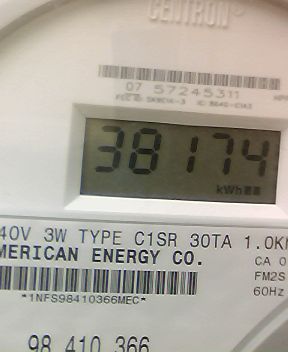 CENTRON®
07 57245311
38174
kWh
40V 3W TYPE C1SR 30TA 1.0K
MERICAN ENERGY CO.
CA 0
FM2S
60Hz
*1NFS98410366MEC*
98 410 366